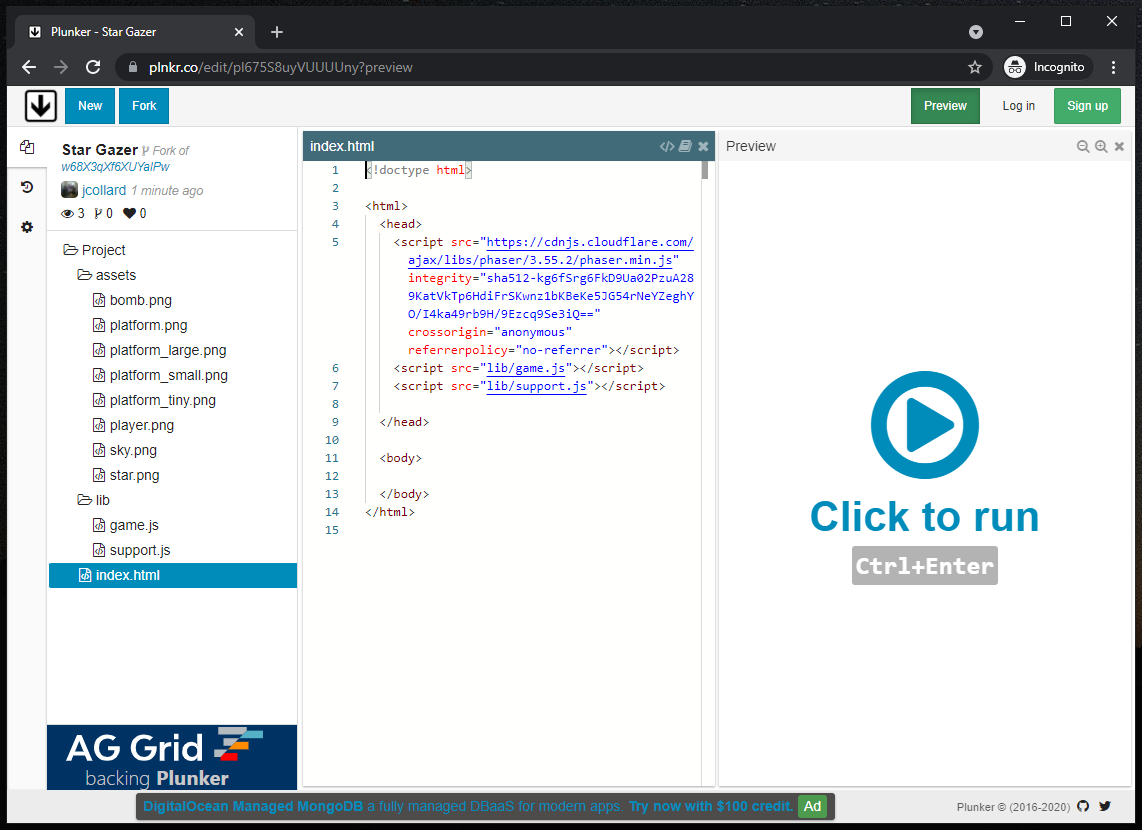 Plunker - Star Gazer
plnkr.co/edit/pl675S8uyVUUUUny?preview
Incognito
New
Fork
Preview
Log in
Sign up
Star Gazer Fork of
w68X3qXf6XUYaIPw
jcollard 1 minute ago
3 0 0
Project
assets
bomb.png
platform.png
platform_large.png
platform_small.png
platform_tiny.png
player.png
sky.png
star.png
lib
game.js
support.js
index.html
AG Grid
backing Plunker
index.html
1 <!doctype html>
2
3 <html>
4 <head>
5 <script src="https://cdnjs.cloudflare.com/
ajax/libs/phaser/3.55.2/phaser.min.js"
integrity="sha512-kg6fSrg6FkD9Ua02PzuA28
9KatVkTp6HdiFrSKwnz1bKBeKe5JG54rNeYZeghY
O/I4ka49rb9H/9Ezcq9Se3iQ=="
crossorigin="anonymous"
referrerpolicy="no-referrer"></script>
6 <script src="lib/game.js"></script>
7 <script src="lib/support.js"></script>
8
9 </head>
10
11 <body>
12
13 </body>
14 </html>
15
Preview
Click to run
Ctrl+Enter
DigitalOcean Managed MongoDB a fully managed DBaaS for modern apps. Try now with $100 credit. Ad
Plunker © (2016-2020)